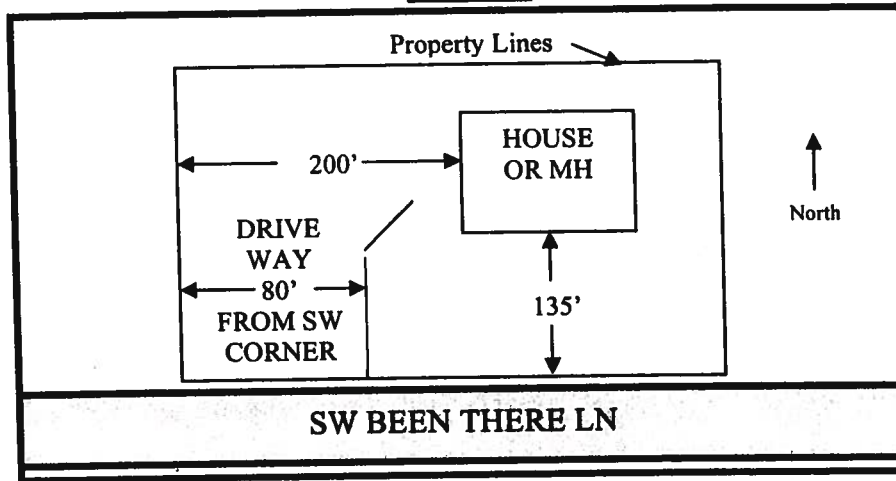 Property Lines
HOUSE
OR MH
200’
North
DRIVE
WAY
80’
FROM SW
CORNER
135’
SW BEEN THERE LN